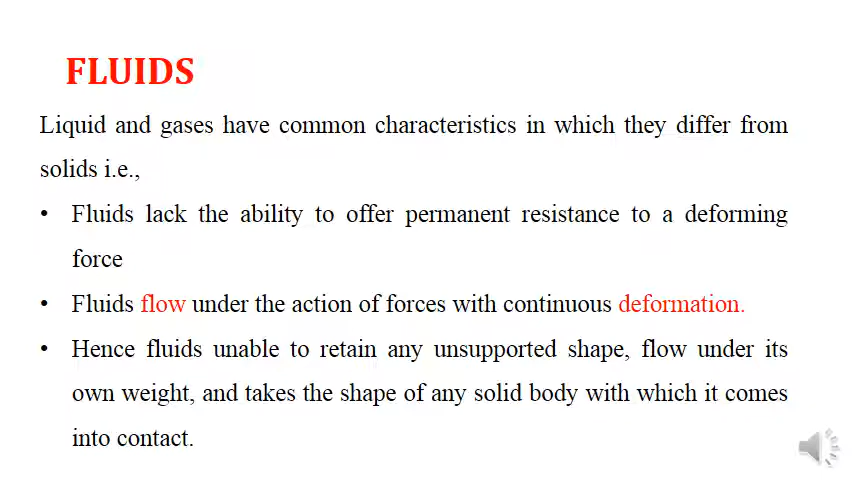 FLUIDS
Liquid and gases have common characteristics in which they differ from
solids i.e.,
• Fluids lack the ability to offer permanent resistance to a deforming
force
• Fluids flow under the action of forces with continuous deformation.
• Hence fluids unable to retain any unsupported shape, flow under its
own weight, and takes the shape of any solid body with which it comes
into contact.